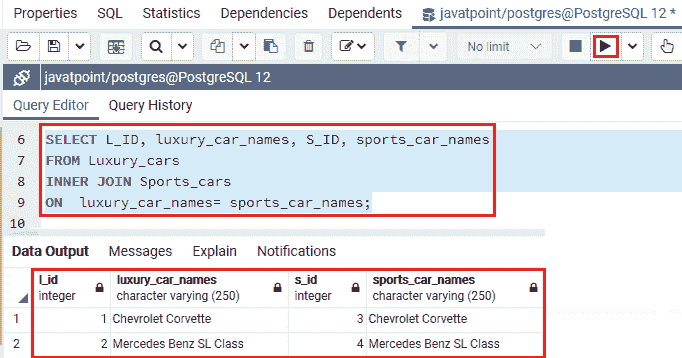 Properties SQL Statistics Dependencies Dependents javatpoint/postgres@PostgreSQL 12 *
No limit
javatpoint/postgres@PostgreSQL 12
Query Editor Query History
6 SELECT L_ID, luxury_car_names, S_ID, sports_car_names
7 FROM Luxury_cars
8 INNER JOIN Sports_cars
9 ON luxury_car_names= sports_car_names;
10
Data Output Messages Explain Notifications
l_id luxury_car_names s_id sports_car_names
integer character varying (250) integer character varying (250)
1 1 Chevrolet Corvette 3 Chevrolet Corvette
2 2 Mercedes Benz SL Class 4 Mercedes Benz SL Class